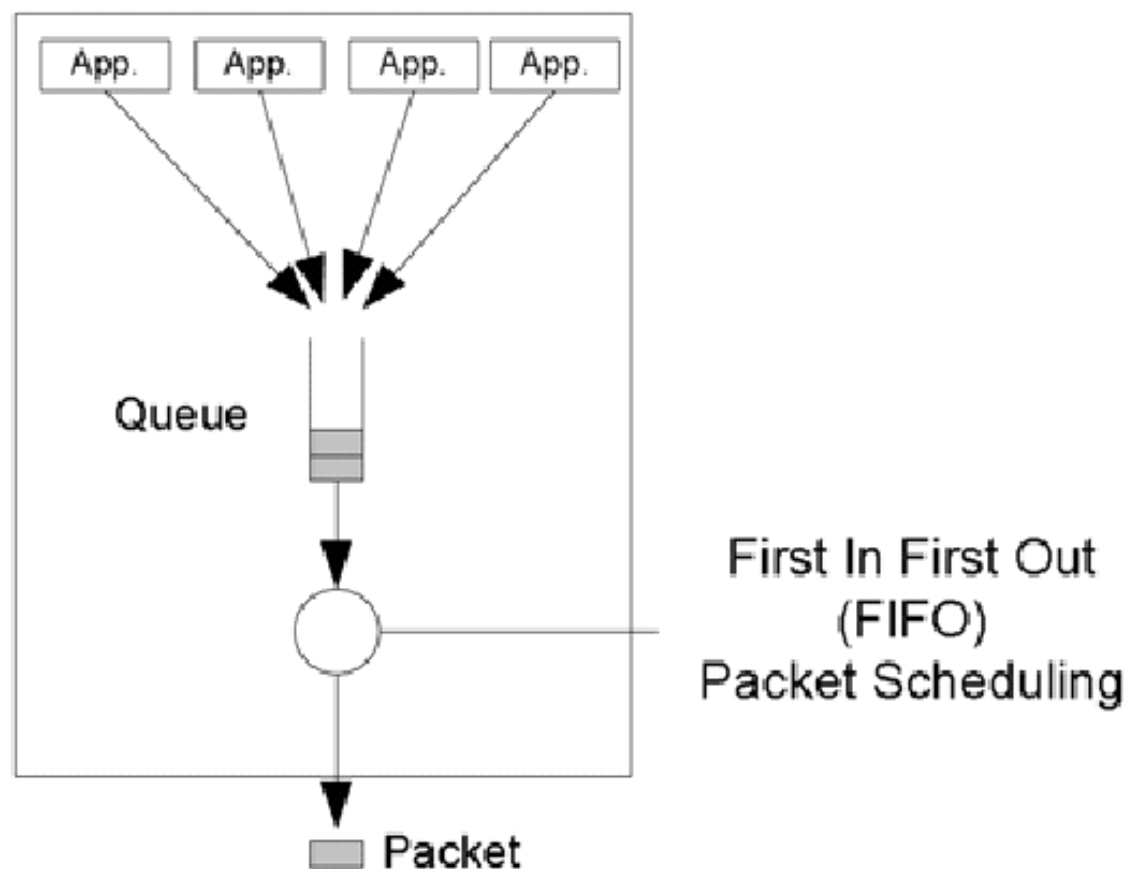 App.
App.
App.
App.
Queue
First In First Out
(FIFO)
Packet Scheduling
Packet